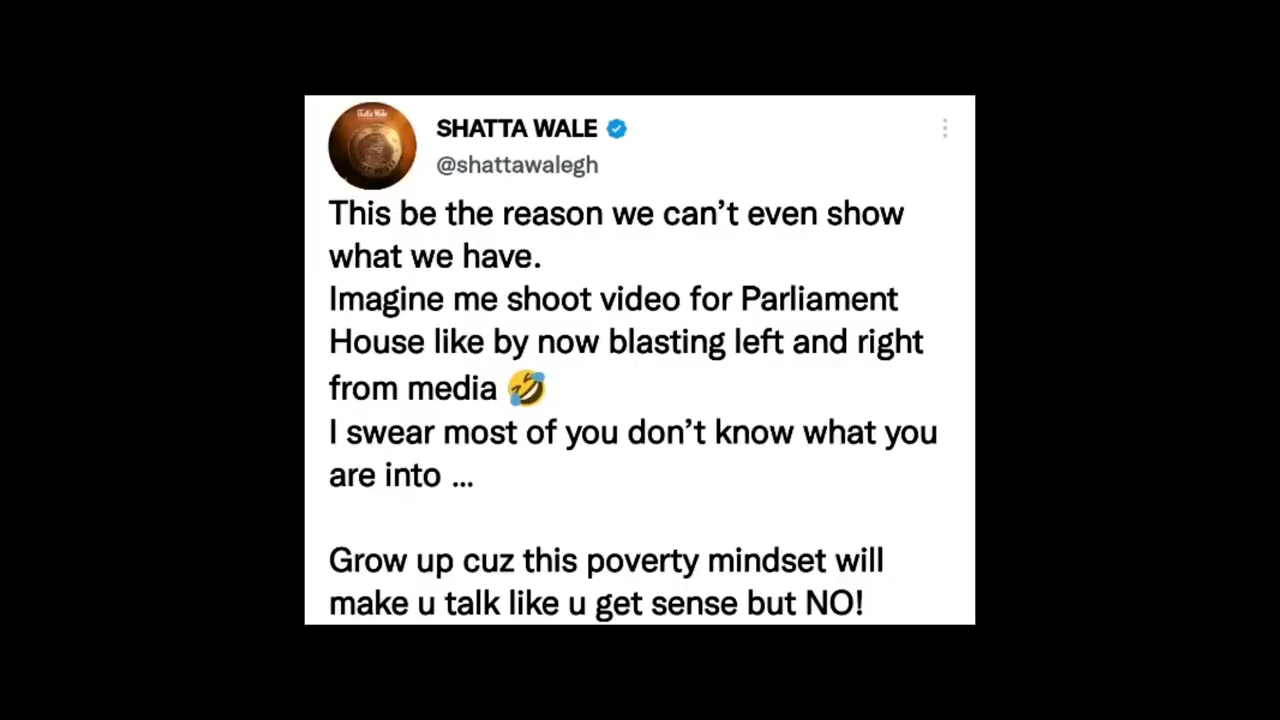 SHATTA WALE
@shattawalegh
This be the reason we can’t even show
what we have.
Imagine me shoot video for Parliament
House like by now blasting left and right
from media 🤣
I swear most of you don’t know what you
are into ...
Grow up cuz this poverty mindset will
make u talk like u get sense but NO!